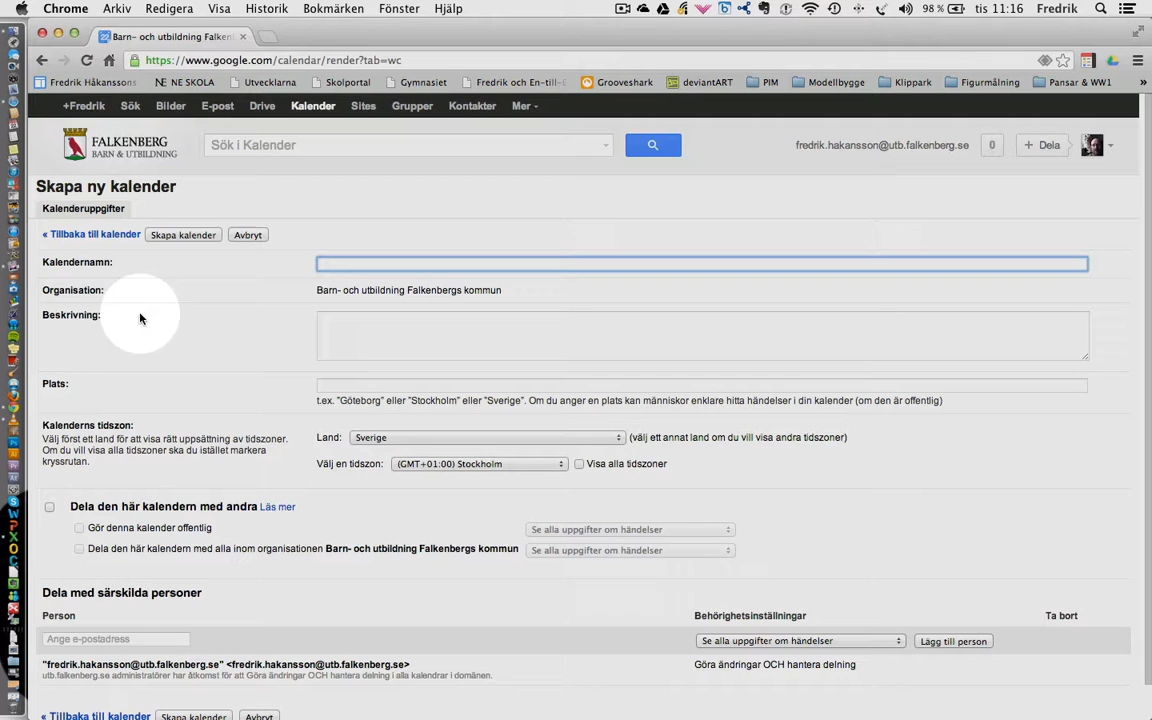 Chrome Arkiv Redigera Visa Historik Bokmärken Fönster Hjälp 98 % tis 11:16 Fredrik
Barn- och utbildning Falken
https://www.google.com/calendar/render?tab=wc
Fredrik Håkanssons NE SKOLA Utvecklarna Skolportal Gymnasiet Fredrik och En-till-E Grooveshark deviantART PIM Modellbygge Klippark Figurmålning Pansar & WW1 »
+Fredrik Sök Bilder E-post Drive Kalender Sites Grupper Kontakter Mer
FALKENBERG
BARN & UTBILDNING
Sök i Kalender
fredrik.hakansson@utb.falkenberg.se 0 + Dela
Skapa ny kalender
Kalenderuppgifter
« Tillbaka till kalender Skapa kalender Avbryt
Kalendernamn:
Organisation: Barn- och utbildning Falkenbergs kommun
Beskrivning:
Plats:
t.ex. "Göteborg" eller "Stockholm" eller "Sverige". Om du anger en plats kan människor enklare hitta händelser i din kalender (om den är offentlig)
Kalenderns tidszon:
Välj först ett land för att visa rätt uppsättning av tidszoner.
Om du vill visa alla tidszoner ska du istället markera
kryssrutan.
Land: Sverige (välj ett annat land om du vill visa andra tidszoner)
Välj en tidszon: (GMT+01:00) Stockholm Visa alla tidszoner
Dela den här kalendern med andra Läs mer
Gör denna kalender offentlig Se alla uppgifter om händelser
Dela den här kalendern med alla inom organisationen Barn- och utbildning Falkenbergs kommun Se alla uppgifter om händelser
Dela med särskilda personer
Person Behörighetsinställningar Ta bort
Ange e-postadress Se alla uppgifter om händelser Lägg till person
"fredrik.hakansson@utb.falkenberg.se" <fredrik.hakansson@utb.falkenberg.se> Göra ändringar OCH hantera delning
utb.falkenberg.se administratörer har åtkomst för att Göra ändringar OCH hantera delning i alla kalendrar i domänen.
« Tillbaka till kalender Skapa kalender Avbryt